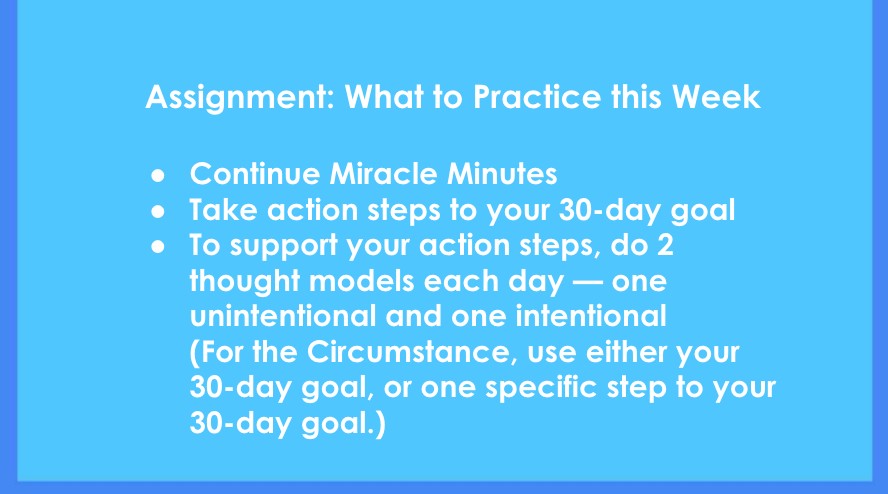 Assignment: What to Practice this Week
● Continue Miracle Minutes
● Take action steps to your 30-day goal
● To support your action steps, do 2
thought models each day — one
unintentional and one intentional
(For the Circumstance, use either your
30-day goal, or one specific step to your
30-day goal.)